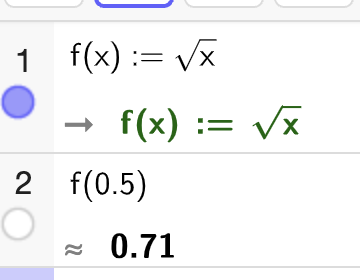 1 f(x) := √x
→ f(x) := √x
2 f(0.5)
≈ 0.71